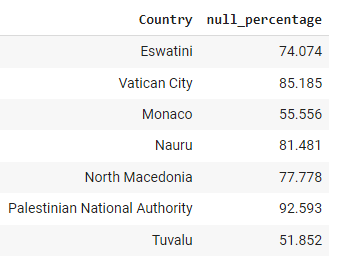 Country null_percentage
Eswatini 74.074
Vatican City 85.185
Monaco 55.556
Nauru 81.481
North Macedonia 77.778
Palestinian National Authority 92.593
Tuvalu 51.852